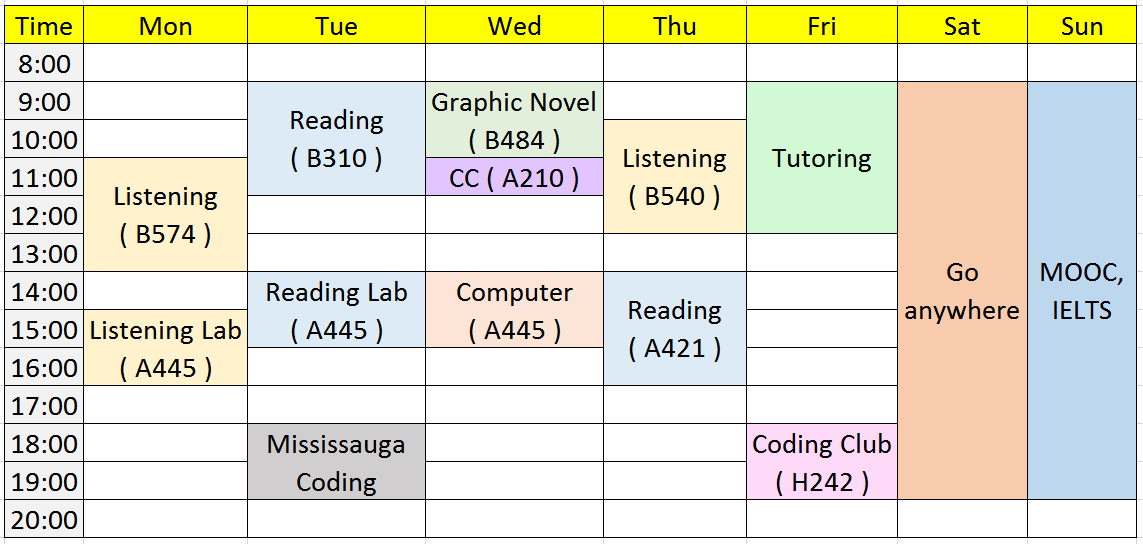 Time Mon Tue Wed Thu Fri Sat Sun
8:00
9:00
10:00
11:00
12:00
13:00
14:00
15:00
16:00
17:00
18:00
19:00
20:00
Listening
( B574 )
Listening Lab
( A445 )
Reading
( B310 )
Reading Lab
( A445 )
Mississauga
Coding
Graphic Novel
( B484 )
CC ( A210 )
Computer
( A445 )
Listening
( B540 )
Reading
( A421 )
Tutoring
Coding Club
( H242 )
Go
anywhere
MOOC,
IELTS